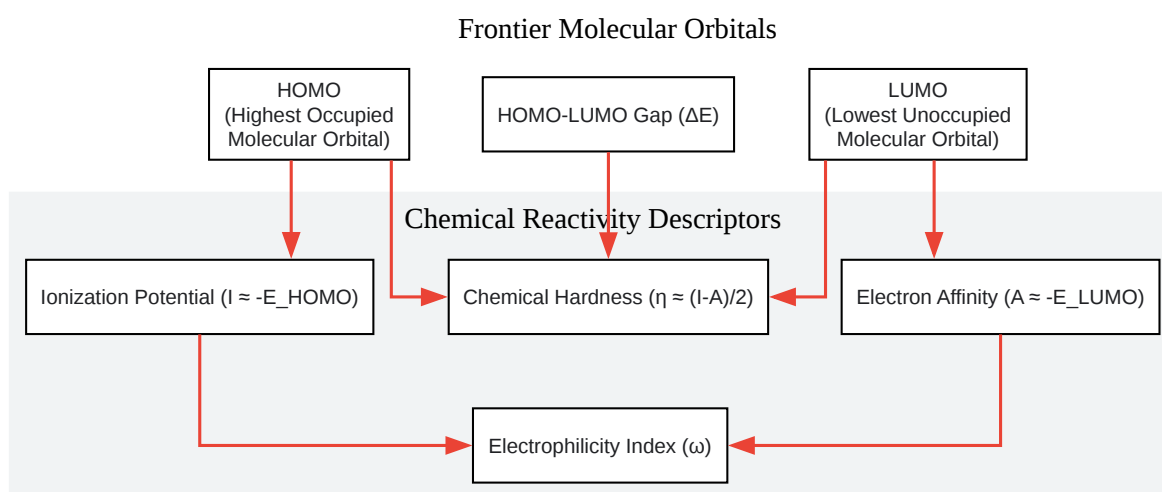 Frontier Molecular Orbitals
HOMO
(Highest Occupied
Molecular Orbital)
HOMO-LUMO Gap (ΔE)
LUMO
(Lowest Unoccupied
Molecular Orbital)
Chemical Reactivity Descriptors
Ionization Potential (I ≈ -E_HOMO)
Chemical Hardness (η ≈ (I-A)/2)
Electron Affinity (A ≈ -E_LUMO)
Electrophilicity Index (ω)